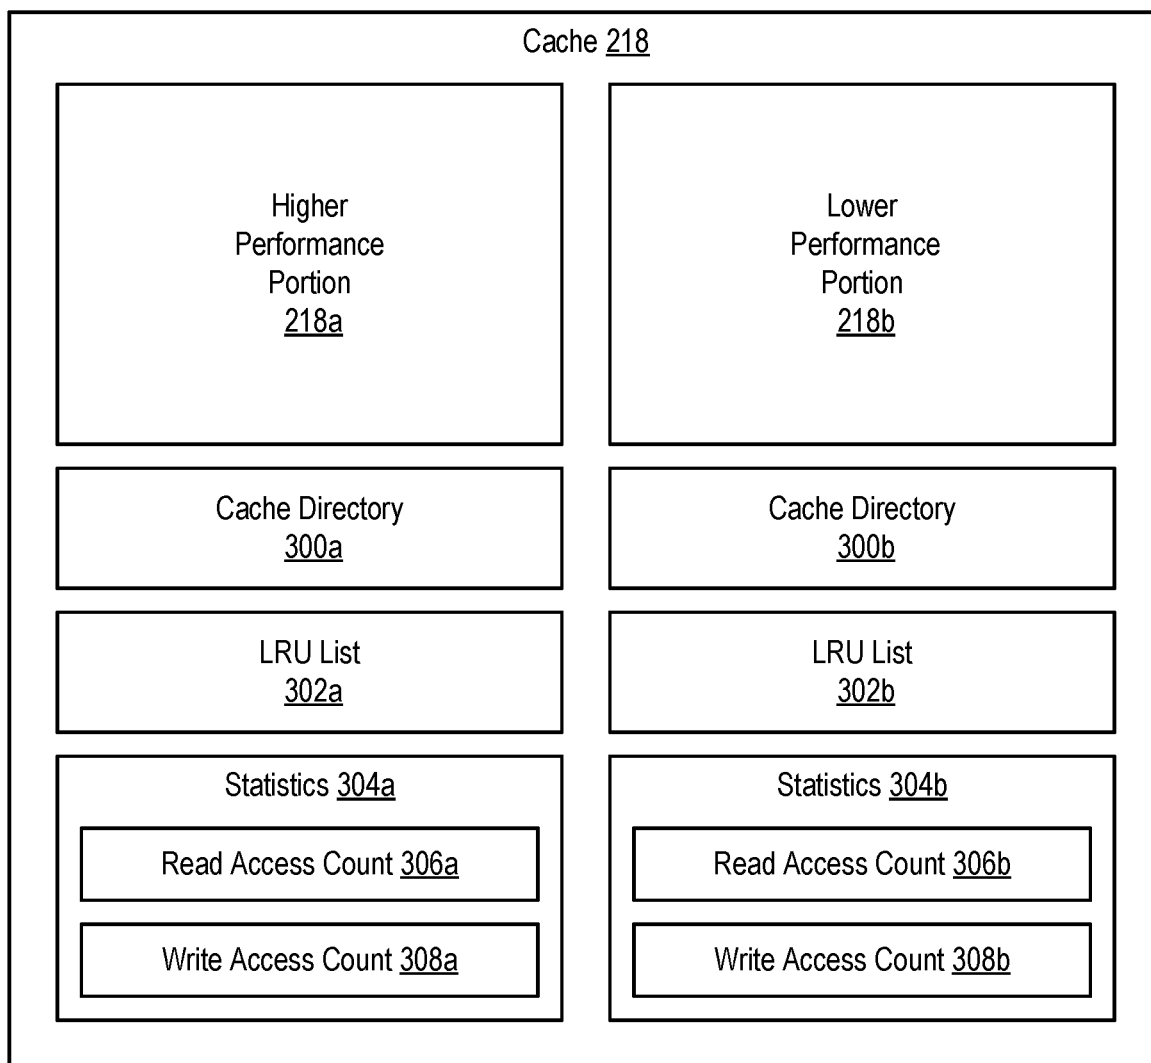 Cache 218
Higher
Performance
Portion
218a
Lower
Performance
Portion
218b
Cache Directory
300a
Cache Directory
300b
LRU List
302a
LRU List
302b
Statistics 304a
Read Access Count 306a
Write Access Count 308a
Statistics 304b
Read Access Count 306b
Write Access Count 308b